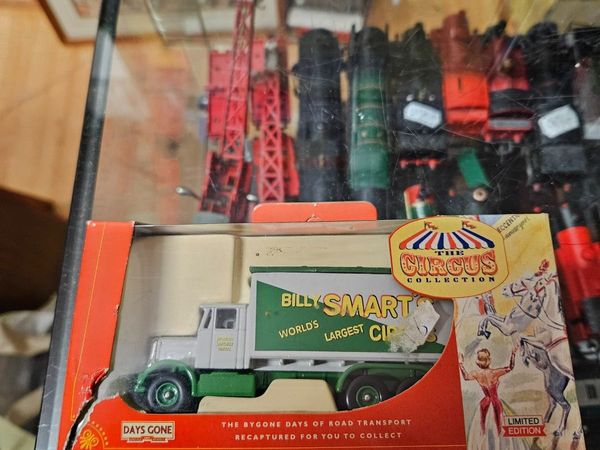 THE
CIRCUS
COLLECTION
BILLY SMART'S
WORLD'S LARGEST
DAYS GONE
THE BYGONE DAYS OF ROAD TRANSPORT
RECAPTURED FOR YOU TO COLLECT
LIMITED
EDITION